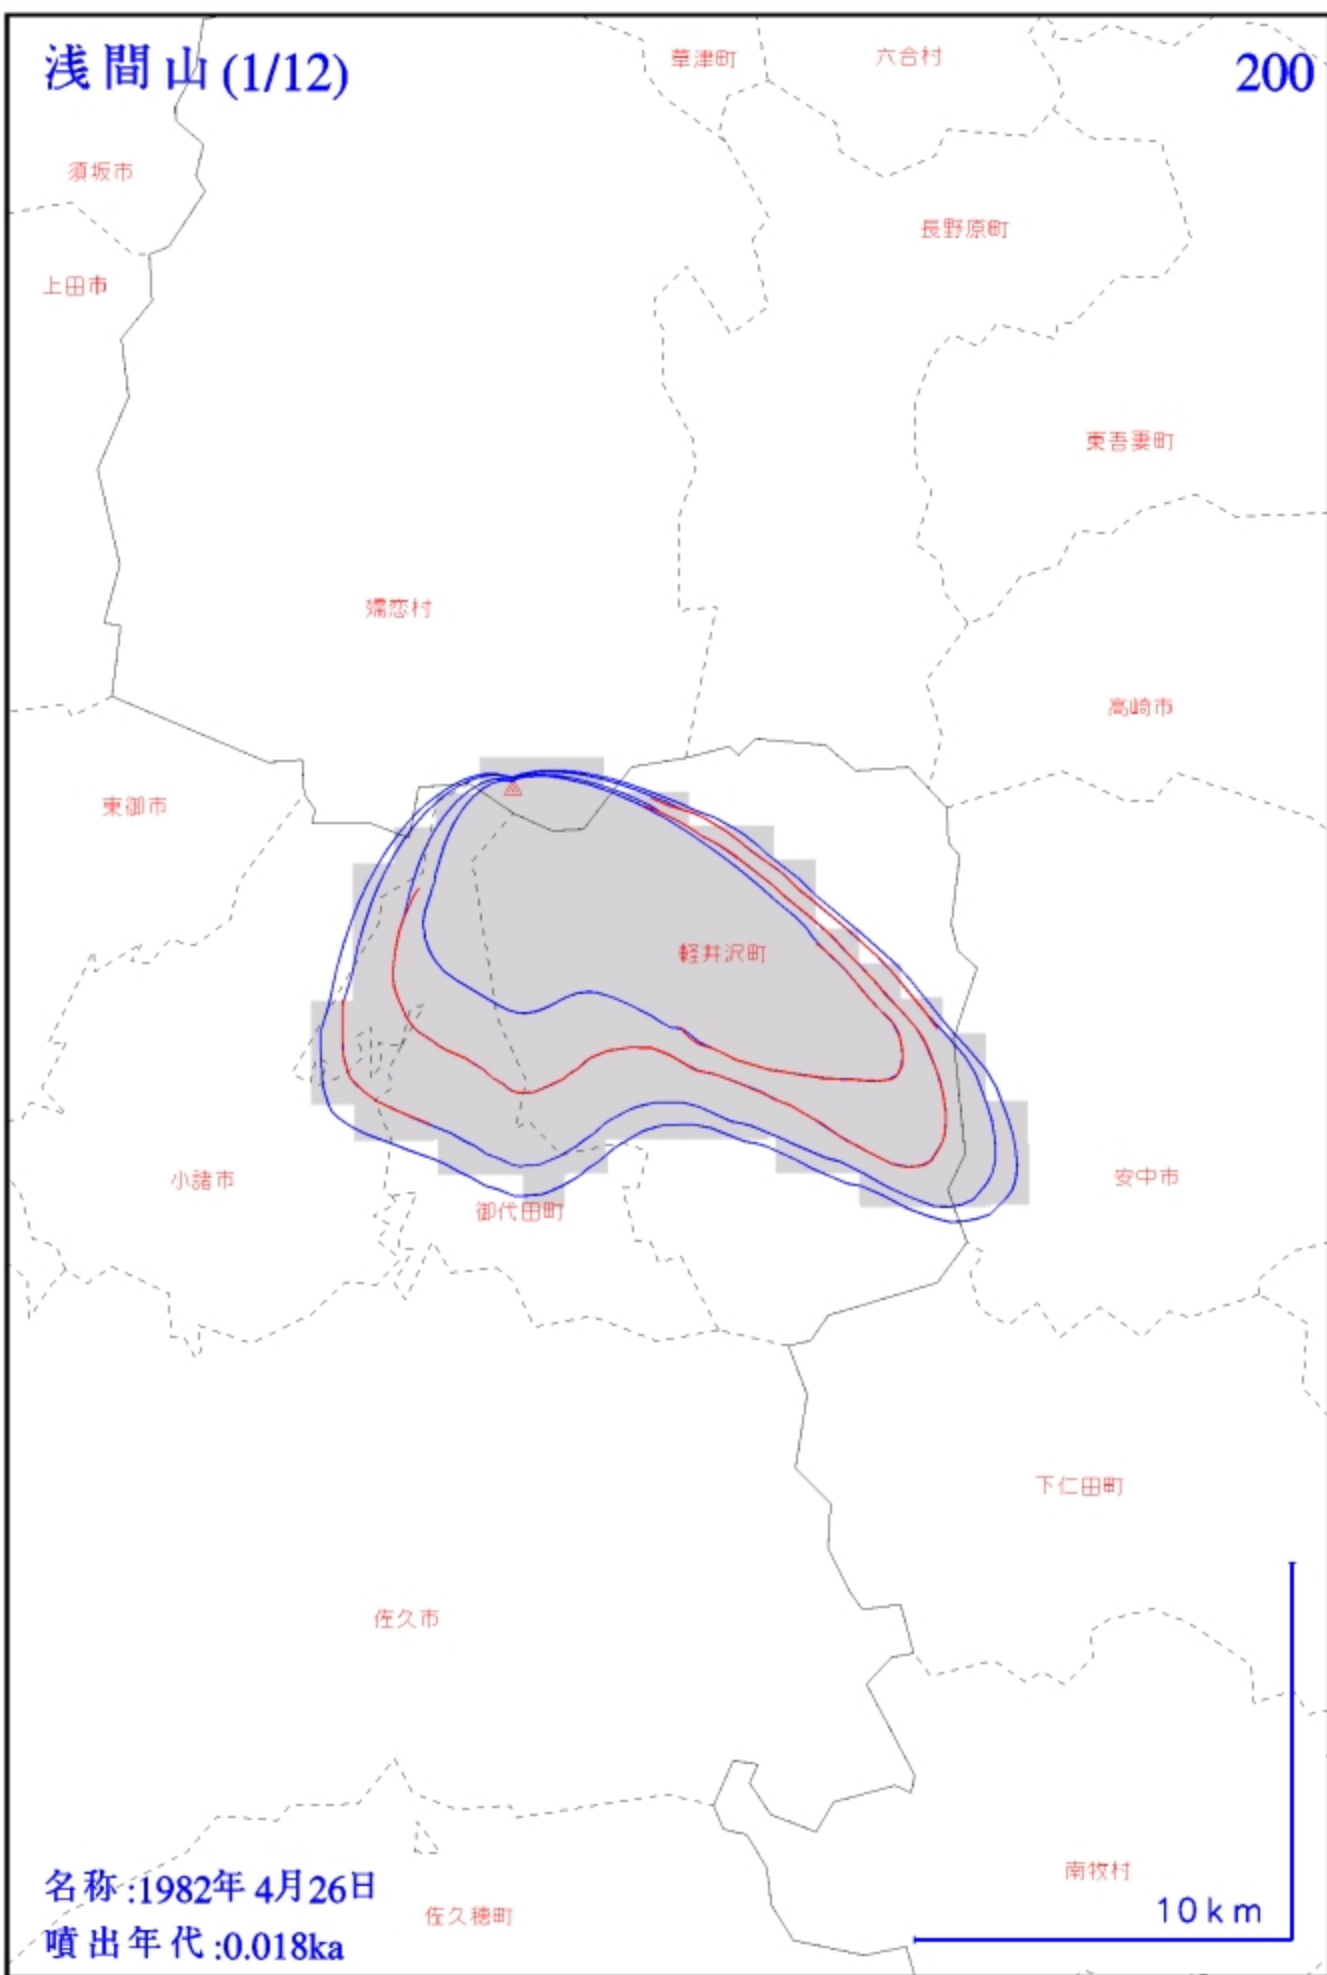 浅間山(1/12)
200
草津町
六合村
須坂市
長野原町
上田市
東吾妻町
嬬恋村
高崎市
東御市
軽井沢町
小諸市
安中市
御代田町
下仁田町
佐久市
南牧村
名称:1982年4月26日
佐久穂町
10km
噴出年代:0.018ka